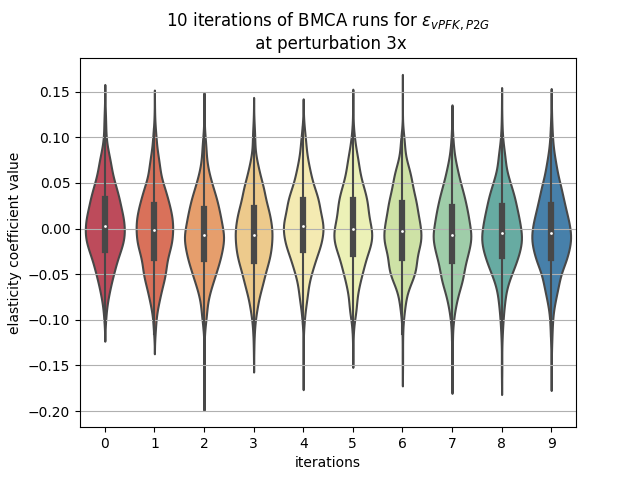 10 iterations of BMCA runs for ε_{vPFK, P2G}
at perturbation 3x
elasticity coefficient value
0.15
0.10
0.05
0.00
−0.05
−0.10
−0.15
−0.20
0 1 2 3 4 5 6 7 8 9
iterations